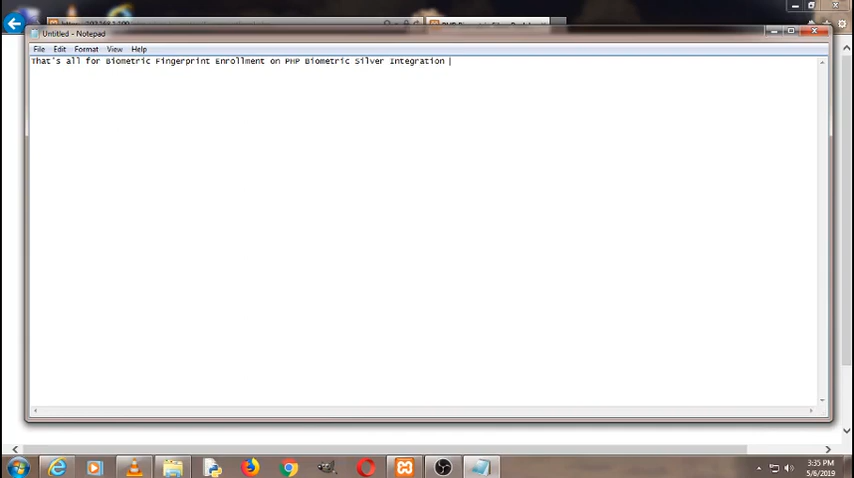 Untitled - Notepad
File Edit Format View Help
That's all for Biometric Fingerprint Enrollment on PHP Biometric Silver Integration
3:35 PM
5/6/2019